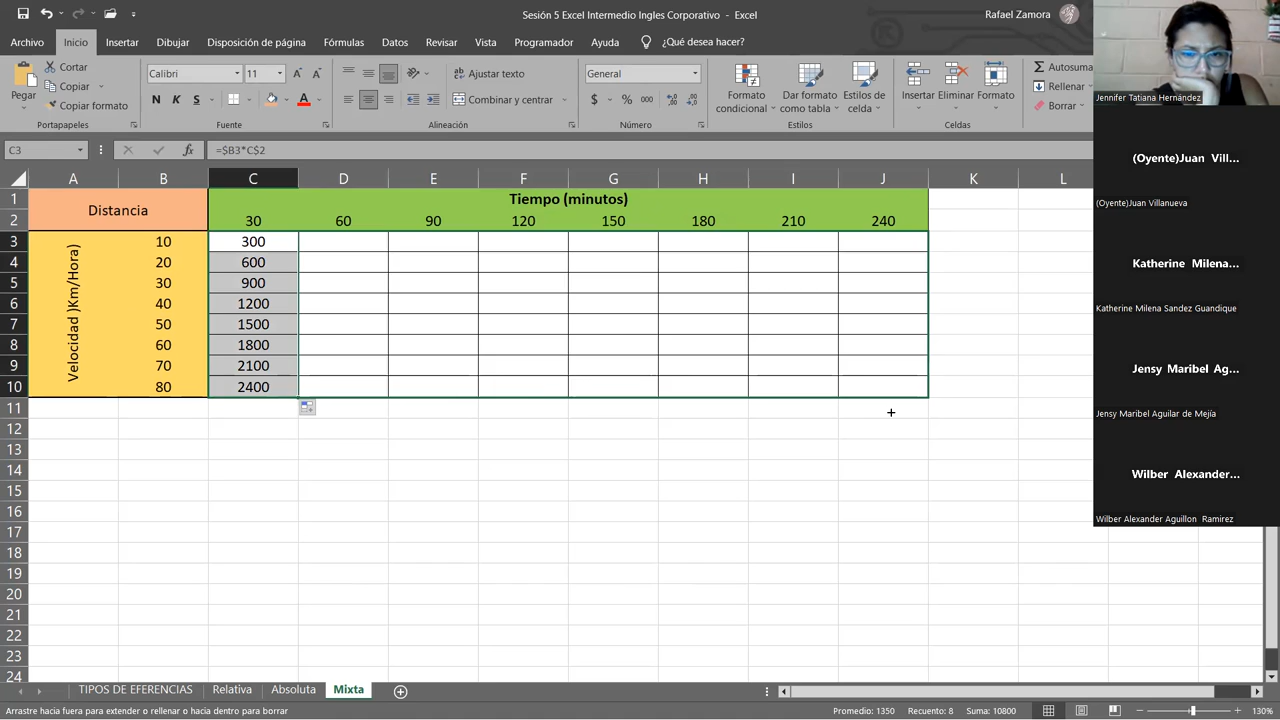 Sesión 5 Excel Intermedio Ingles Corporativo - Excel
Rafael Zamora
Archivo Inicio Insertar Dibujar Disposición de página Fórmulas Datos Revisar Vista Programador Ayuda ¿Qué desea hacer?
Pegar
Cortar
Copiar
Copiar formato
Portapapeles
Calibri 11
N K S
Fuente
Ajustar texto
Combinar y centrar
Alineación
General
$ % 000
Número
Formato condicional
Dar formato como tabla
Estilos de celda
Estilos
Insertar Eliminar Formato
Celdas
Autosuma
Rellenar
Borrar
C3 fx =$B3*C$2
A B C D E F G H I J K L
1 Distancia Tiempo (minutos)
2 30 60 90 120 150 180 210 240
Velocidad )Km/Hora)
3 10 300
4 20 600
5 30 900
6 40 1200
7 50 1500
8 60 1800
9 70 2100
10 80 2400
11
12
13
14
15
16
17
18
19
20
21
22
23
24
TIPOS DE EFERENCIAS Relativa Absoluta Mixta
Arrastre hacia fuera para extender o rellenar o hacia dentro para borrar
Promedio: 1350 Recuento: 8 Suma: 10800 130%
Jennifer Tatiana Hernández
(Oyente)Juan Vill...
(Oyente)Juan Villanueva
Katherine Milena...
Katherine Milena Sandez Guandique
Jensy Maribel Ag...
Jensy Maribel Aguilar de Mejía
Wilber Alexander...
Wilber Alexander Aguillon Ramirez